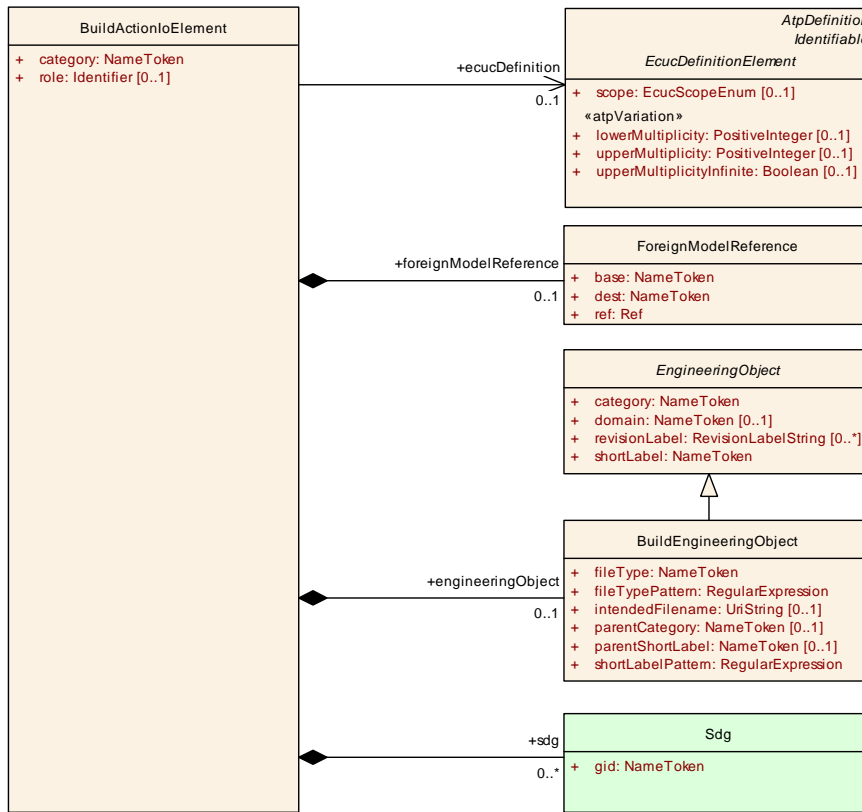 BuildActionIoElement
+ category: NameToken
+ role: Identifier [0..1]
+ecucDefinition
0..1
AtpDefinition
Identifiable
EcucDefinitionElement
+ scope: EcucScopeEnum [0..1]
«atpVariation»
+ lowerMultiplicity: PositiveInteger [0..1]
+ upperMultiplicity: PositiveInteger [0..1]
+ upperMultiplicityInfinite: Boolean [0..1]
+foreignModelReference
0..1
ForeignModelReference
+ base: NameToken
+ dest: NameToken
+ ref: Ref
EngineeringObject
+ category: NameToken
+ domain: NameToken [0..1]
+ revisionLabel: RevisionLabelString [0..*]
+ shortLabel: NameToken
+engineeringObject
0..1
BuildEngineeringObject
+ fileType: NameToken
+ fileTypePattern: RegularExpression
+ intendedFilename: UriString [0..1]
+ parentCategory: NameToken [0..1]
+ parentShortLabel: NameToken [0..1]
+ shortLabelPattern: RegularExpression
+sdg
0..*
Sdg
+ gid: NameToken